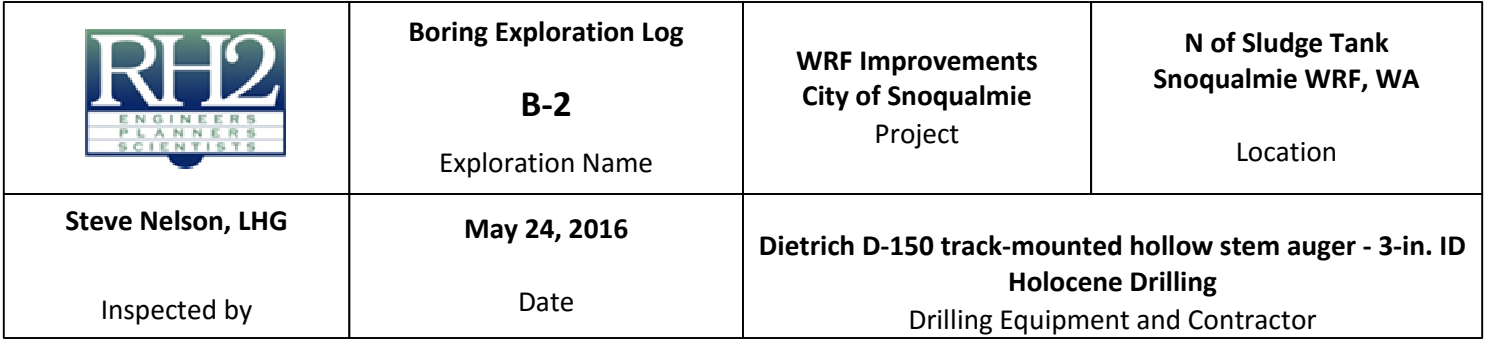 RH2
ENGINEERS
PLANNERS
SCIENTISTS
Boring Exploration Log
B-2
Exploration Name
WRF Improvements
City of Snoqualmie
Project
N of Sludge Tank
Snoqualmie WRF, WA
Location
Steve Nelson, LHG
Inspected by
May 24, 2016
Date
Dietrich D-150 track-mounted hollow stem auger - 3-in. ID
Holocene Drilling
Drilling Equipment and Contractor